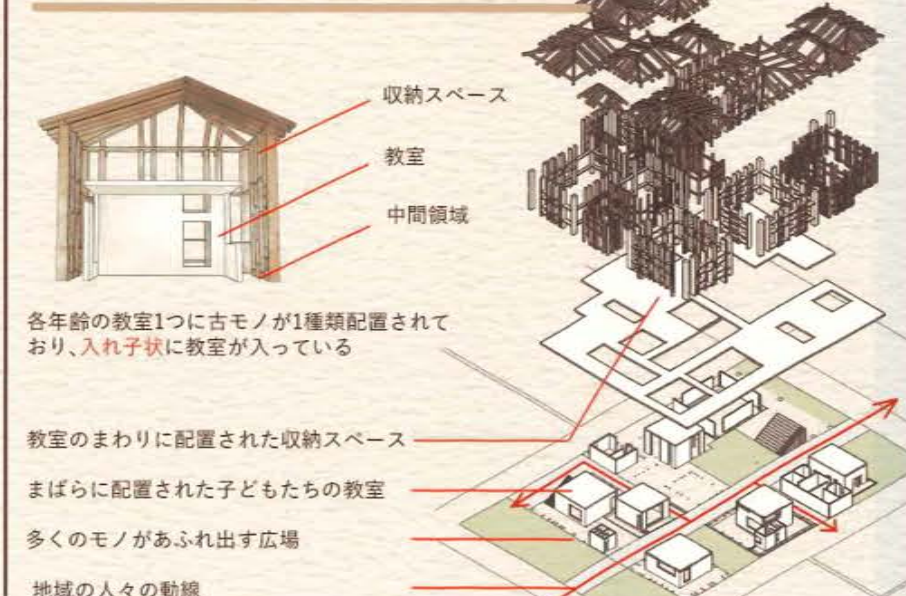 収納スペース
教室
中間領域
各年齢の教室1つに古モノが1種類配置されて
おり、入れ子状に教室が入っている
教室のまわりに配置された収納スペース
まばらに配置された子どもたちの教室
多くのモノがあふれ出す広場
地域の人々の動線